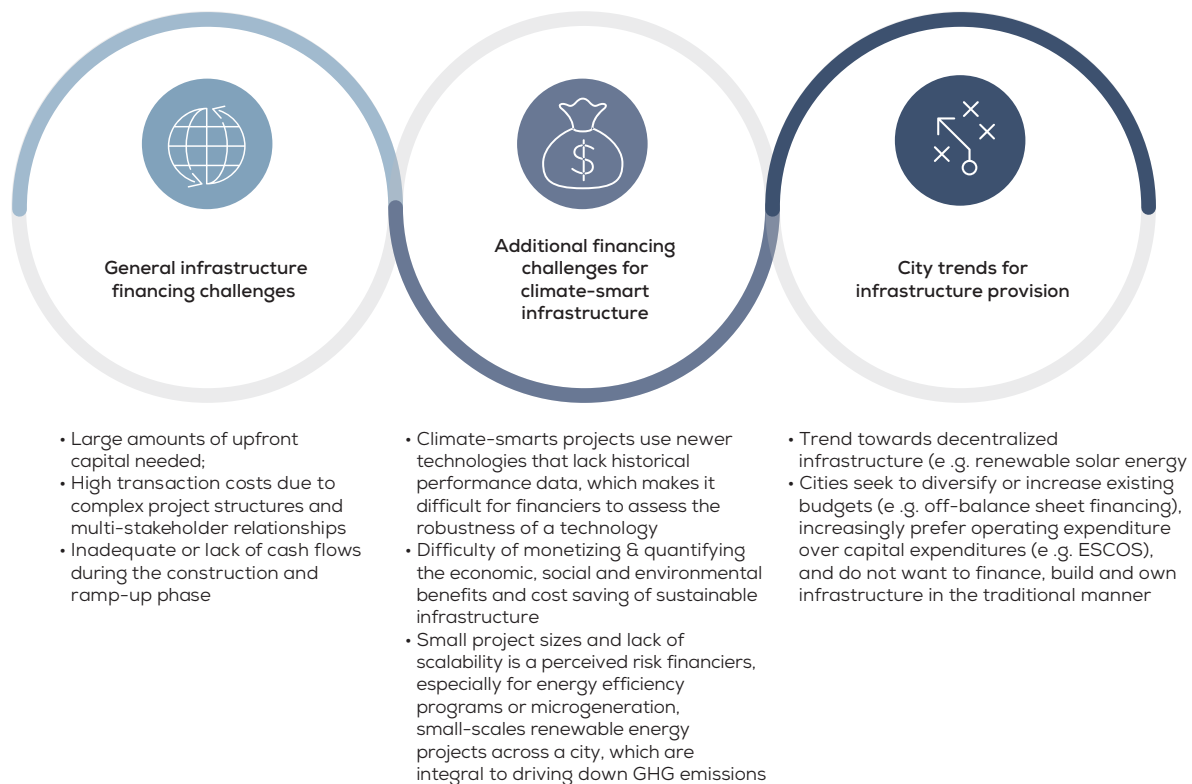 General infrastructure
financing challenges
Additional financing
challenges for
climate-smart
infrastructure
City trends for
infrastructure provision
• Large amounts of upfront
capital needed;
• High transaction costs due to
complex project structures and
multi-stakeholder relationships
• Inadequate or lack of cash flows
during the construction and
ramp-up phase
• Climate-smarts projects use newer
technologies that lack historical
performance data, which makes it
difficult for financiers to assess the
robustness of a technology
• Difficulty of monetizing & quantifying
the economic, social and environmental
benefits and cost saving of sustainable
infrastructure
• Small project sizes and lack of
scalability is a perceived risk financiers,
especially for energy efficiency
programs or microgeneration,
small-scales renewable energy
projects across a city, which are
integral to driving down GHG emissions
• Trend towards decentralized
infrastructure (e .g. renewable solar energy
• Cities seek to diversify or increase existing
budgets (e .g. off-balance sheet financing),
increasingly prefer operating expenditure
over capital expenditures (e .g. ESCOS),
and do not want to finance, build and own
infrastructure in the traditional manner